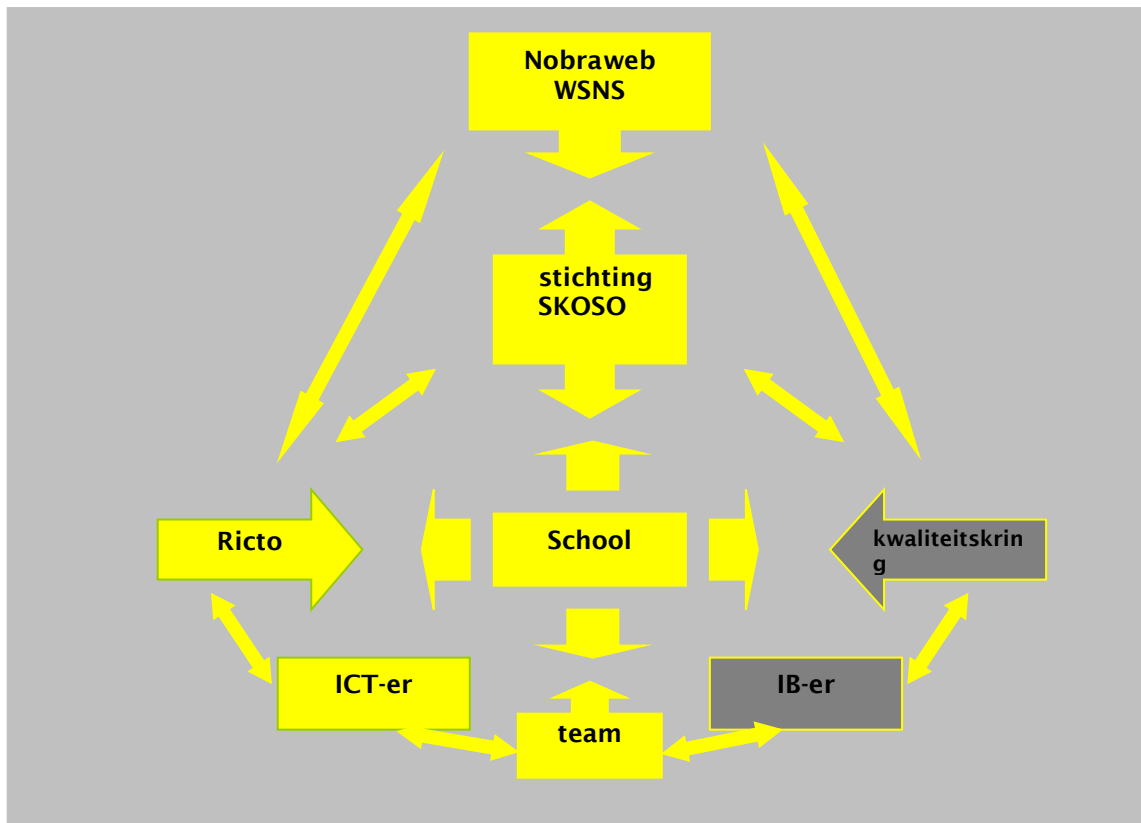 Nobraweb
WSNS
stichting
SKOSO
Ricto
School
kwaliteitskrin
g
ICT-er
IB-er
team